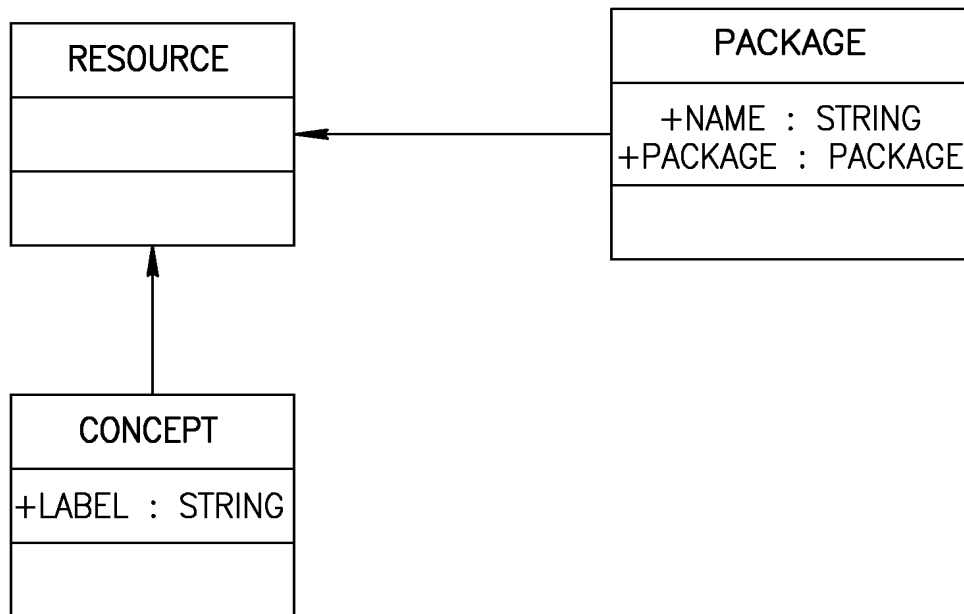 RESOURCE
PACKAGE
+NAME : STRING
+PACKAGE : PACKAGE
CONCEPT
+LABEL : STRING